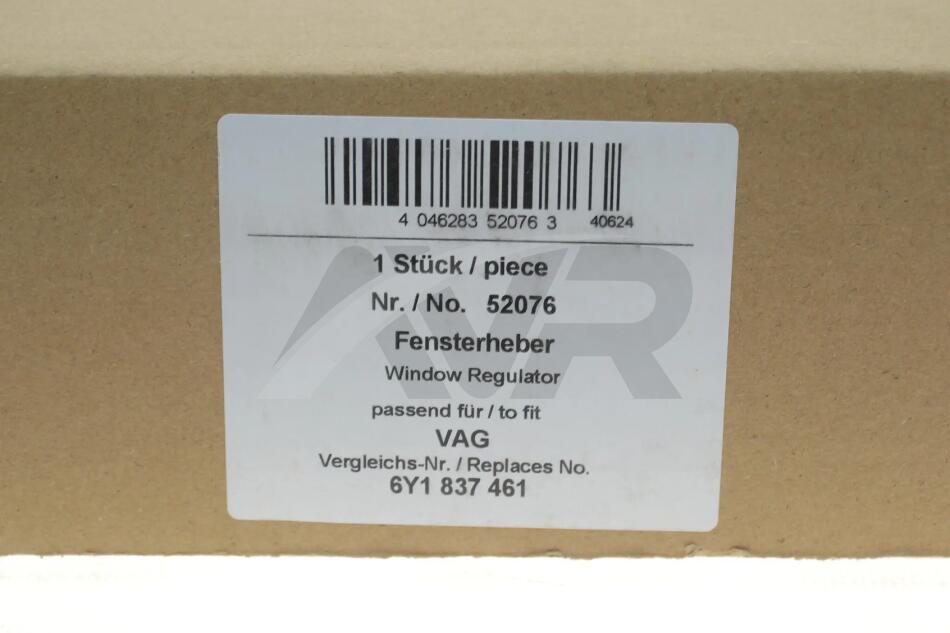 4 046283 52076 3 40624
1 Stück / piece
Nr. / No. 52076
Fensterheber
Window Regulator
passend für / to fit
VAG
Vergleichs-Nr. / Replaces No.
6Y1 837 461
AVR